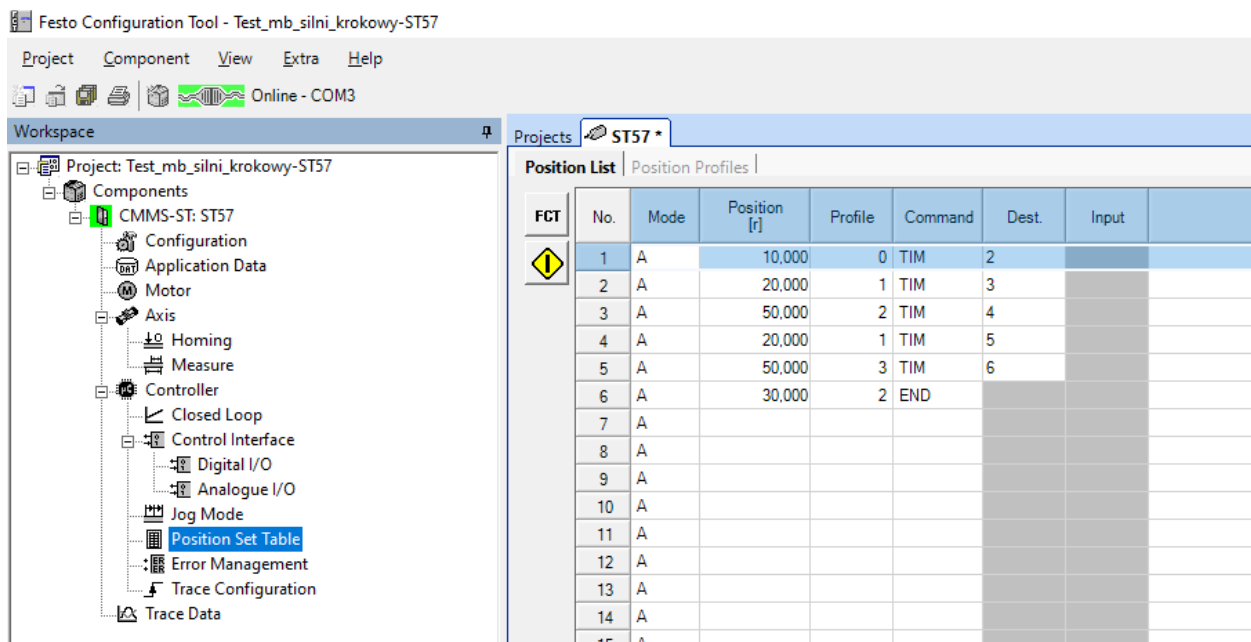 Festo Configuration Tool - Test_mb_silni_krokowy-ST57
Project Component View Extra Help
Online - COM3
Workspace
Project: Test_mb_silni_krokowy-ST57
Components
CMMS-ST: ST57
Configuration
Application Data
Motor
Axis
Homing
Measure
Controller
Closed Loop
Control Interface
Digital I/O
Analogue I/O
Jog Mode
Position Set Table
Error Management
Trace Configuration
Trace Data
Projects ST57 *
Position List Position Profiles
FCT
No. Mode Position [r] Profile Command Dest. Input
1 A 10,000 0 TIM 2
2 A 20,000 1 TIM 3
3 A 50,000 2 TIM 4
4 A 20,000 1 TIM 5
5 A 50,000 3 TIM 6
6 A 30,000 2 END
7 A
8 A
9 A
10 A
11 A
12 A
13 A
14 A